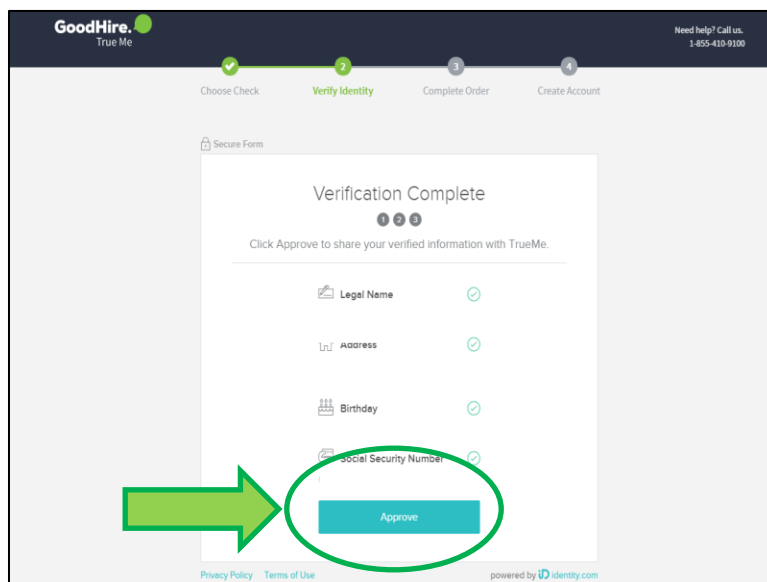 GoodHire.
True Me
Need help? Call us.
1-855-410-9100
2
3
4
Choose Check
Verify Identity
Complete Order
Create Account
Secure Form
Verification Complete
1 2 3
Click Approve to share your verified information with TrueMe.
Legal Name
Address
Birthday
Social Security Number
Approve
Privacy Policy Terms of Use
powered by iD identity.com